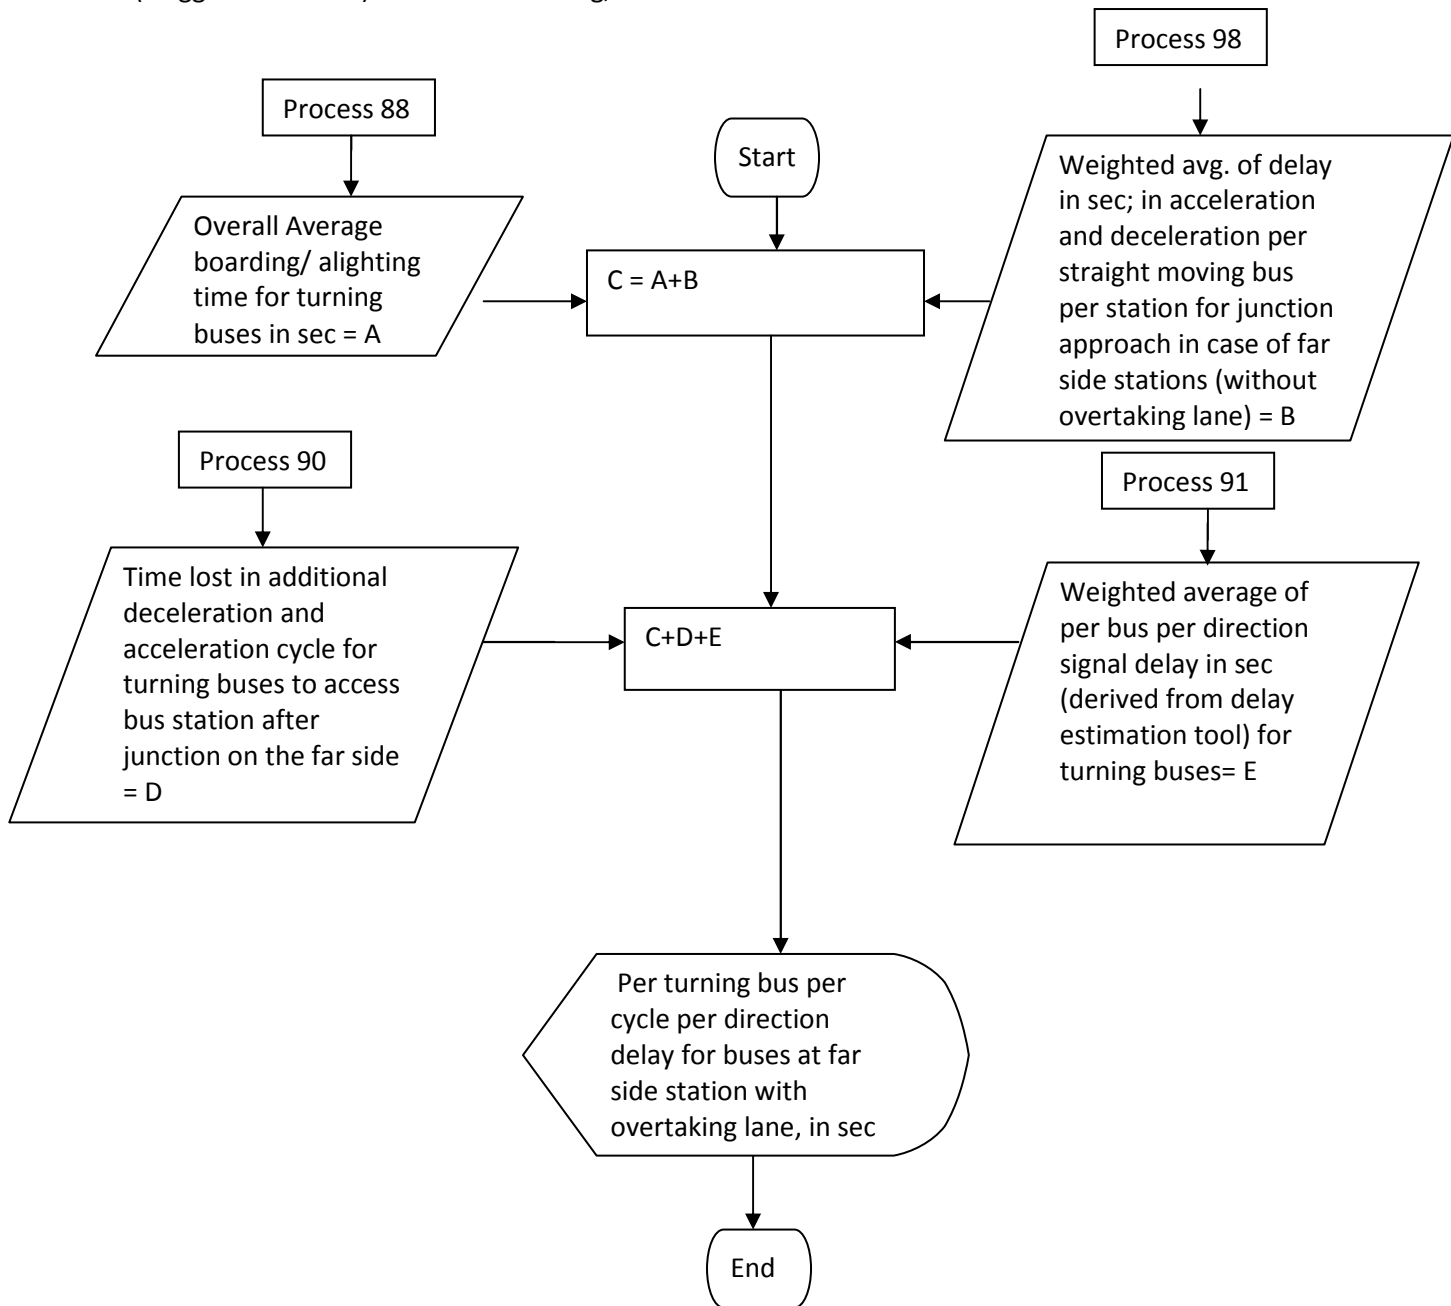 Process 98
Process 88
Start
Weighted avg. of delay
in sec; in acceleration
and deceleration per
straight moving bus
per station for junction
approach in case of far
side stations (without
overtaking lane) = B
Overall Average
boarding/ alighting
time for turning
buses in sec = A
C = A+B
Process 90
Process 91
Time lost in additional
deceleration and
acceleration cycle for
turning buses to access
bus station after
junction on the far side
= D
C+D+E
Weighted average of
per bus per direction
signal delay in sec
(derived from delay
estimation tool) for
turning buses= E
Per turning bus per
cycle per direction
delay for buses at far
side station with
overtaking lane, in sec
End